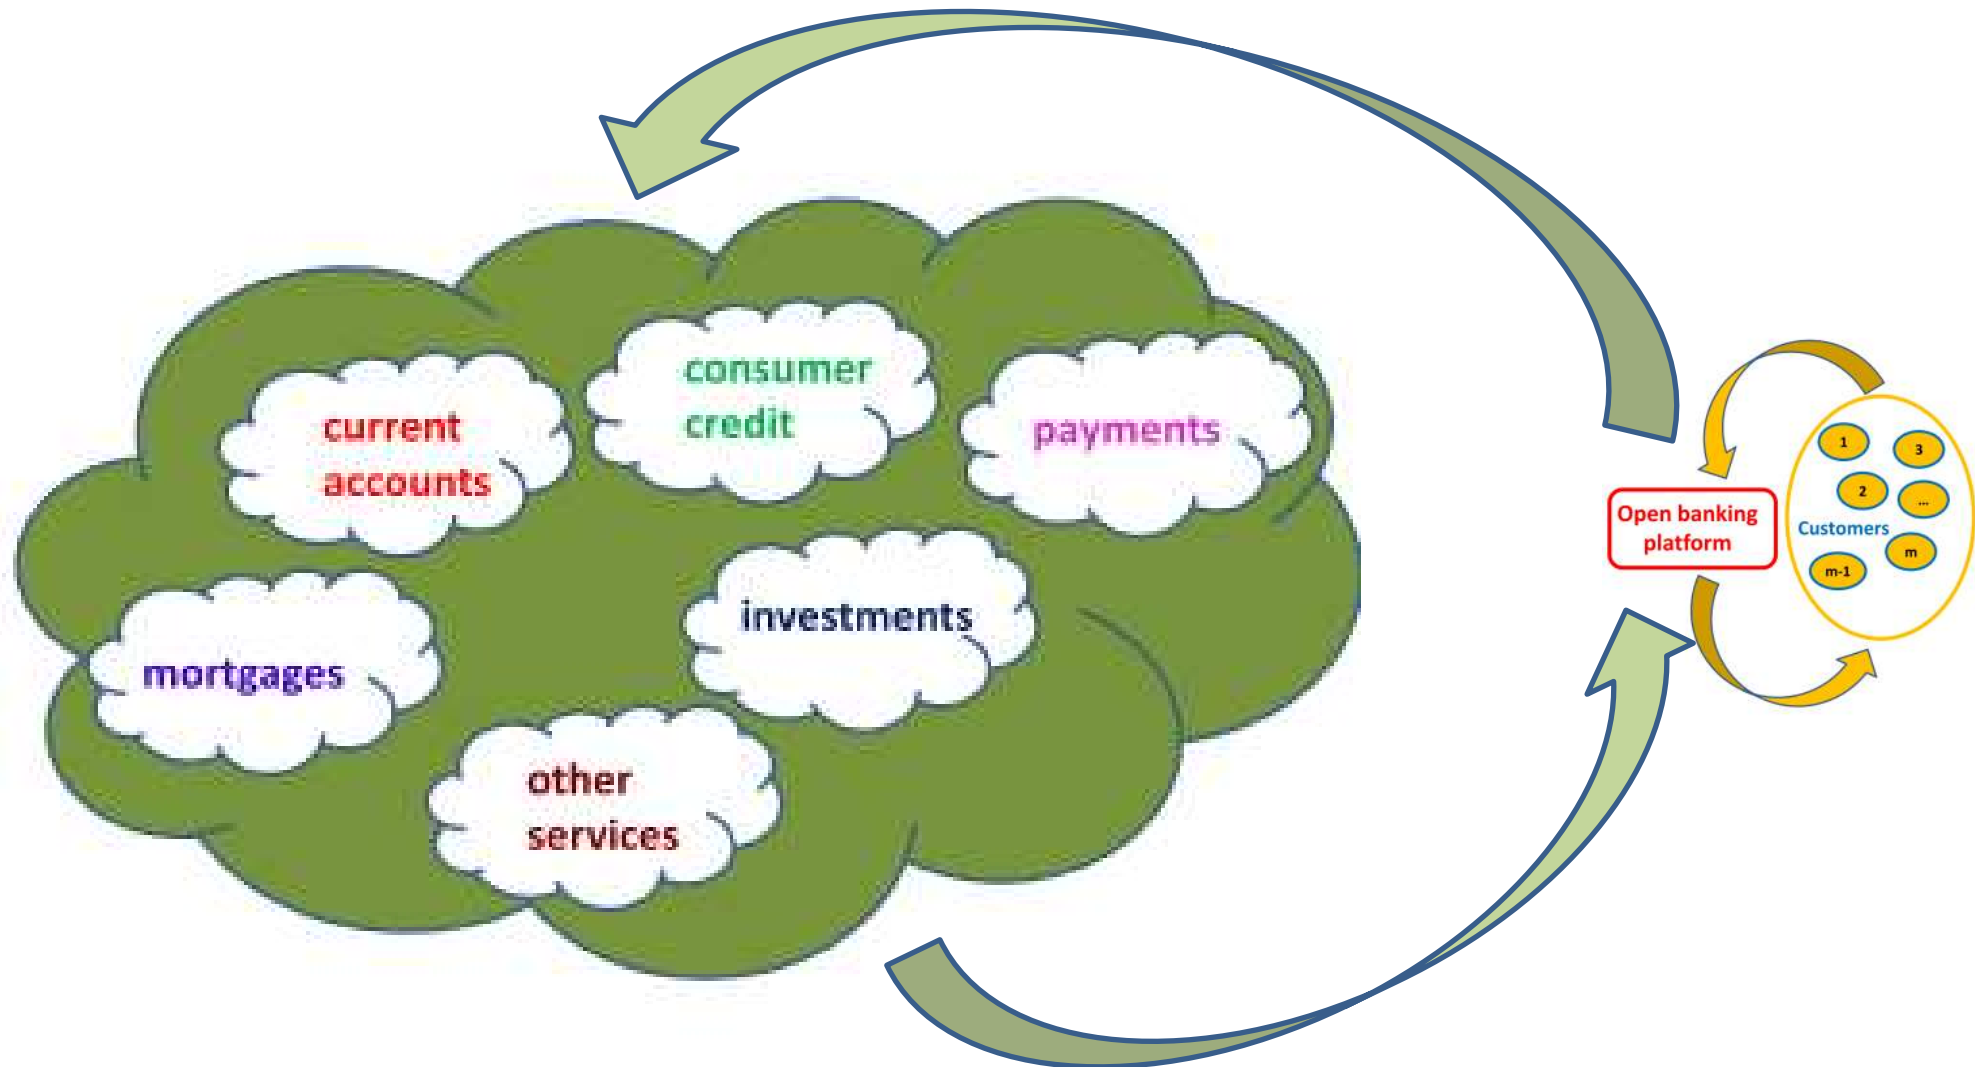 current
accounts
consumer
credit
payments
mortgages
investments
other
services
Open banking
platform
Customers
1
3
2
...
m
m-1